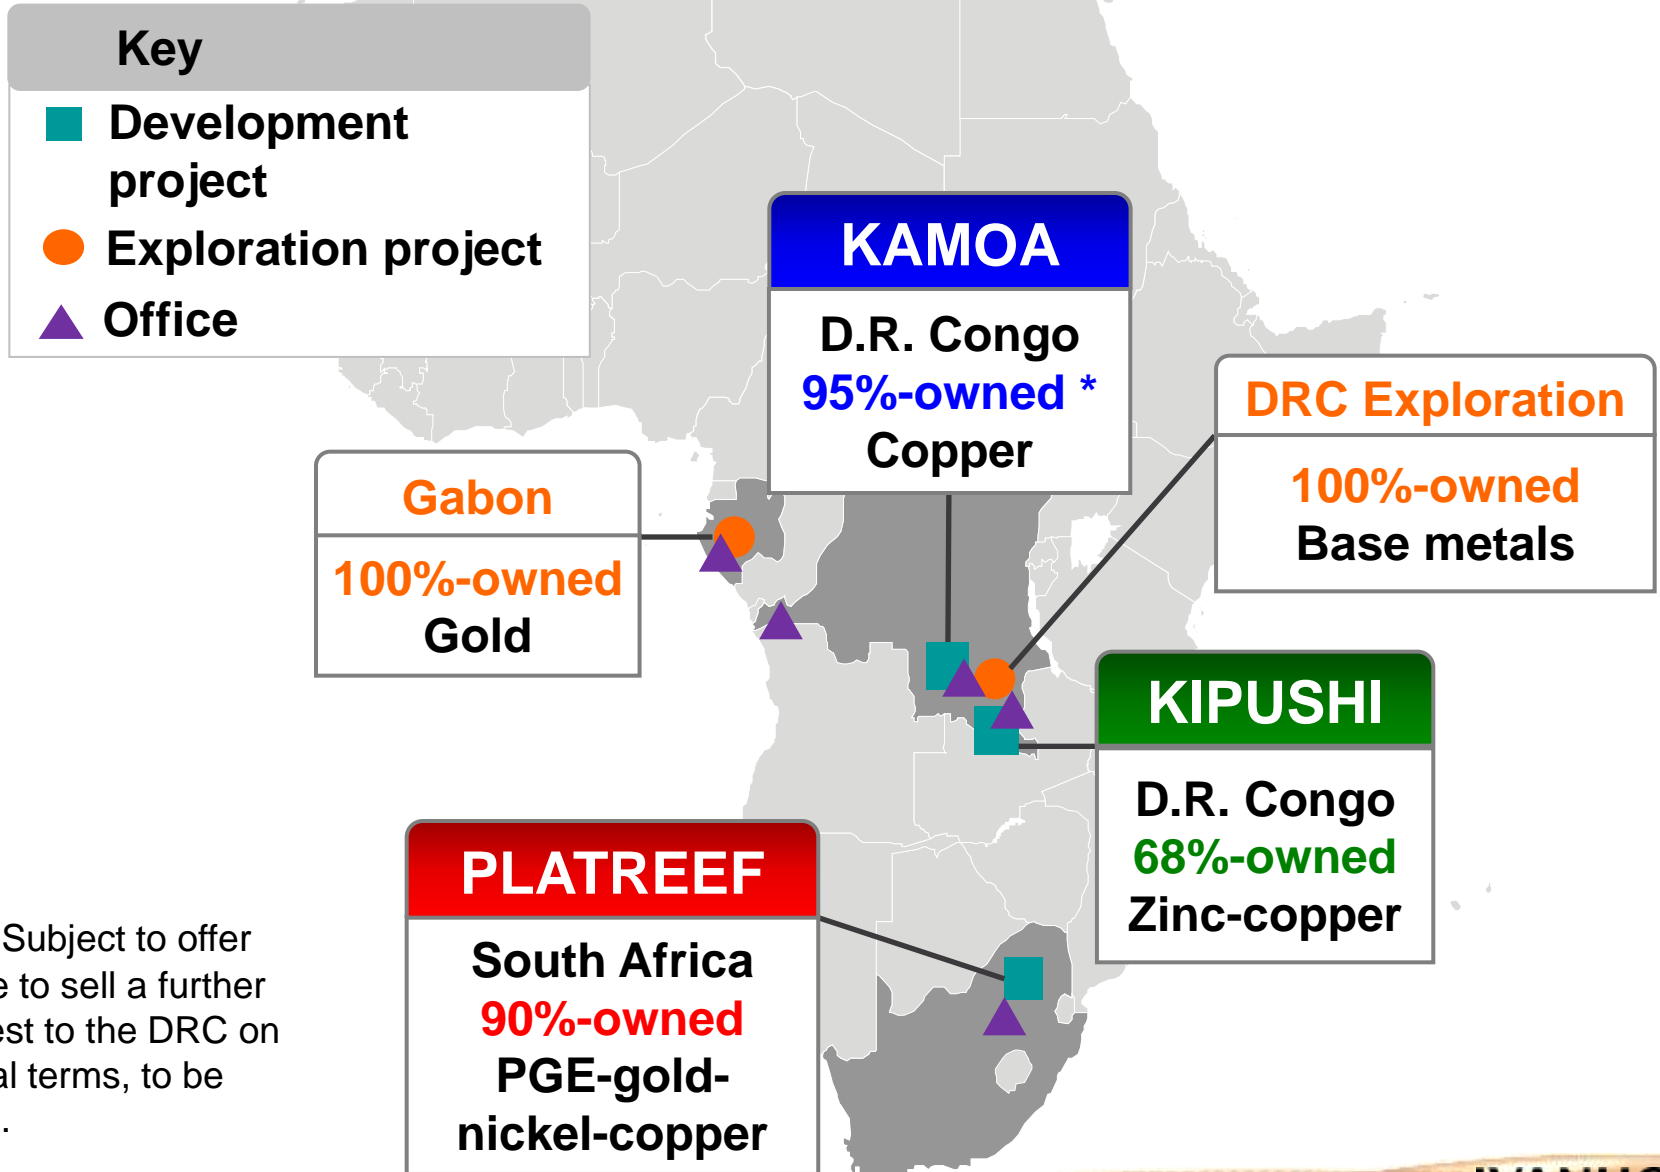 Key
Development
project
Exploration project
Office
KAMOA
D.R. Congo
95%-owned *
Copper
DRC Exploration
100%-owned
Base metals
Gabon
100%-owned
Gold
KIPUSHI
D.R. Congo
68%-owned
Zinc-copper
PLATREEF
South Africa
90%-owned
PGE-gold-
nickel-copper
Subject to offer
to sell a further
to the DRC on
terms, to be
.